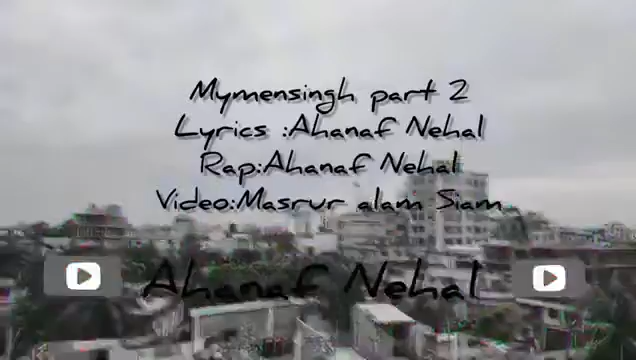 Mymensingh part 2
Lyrics :Ahanaf Nehal
Rap:Ahanaf Nehal
Video:Masrur alam Siam
Ahanaf Nehal